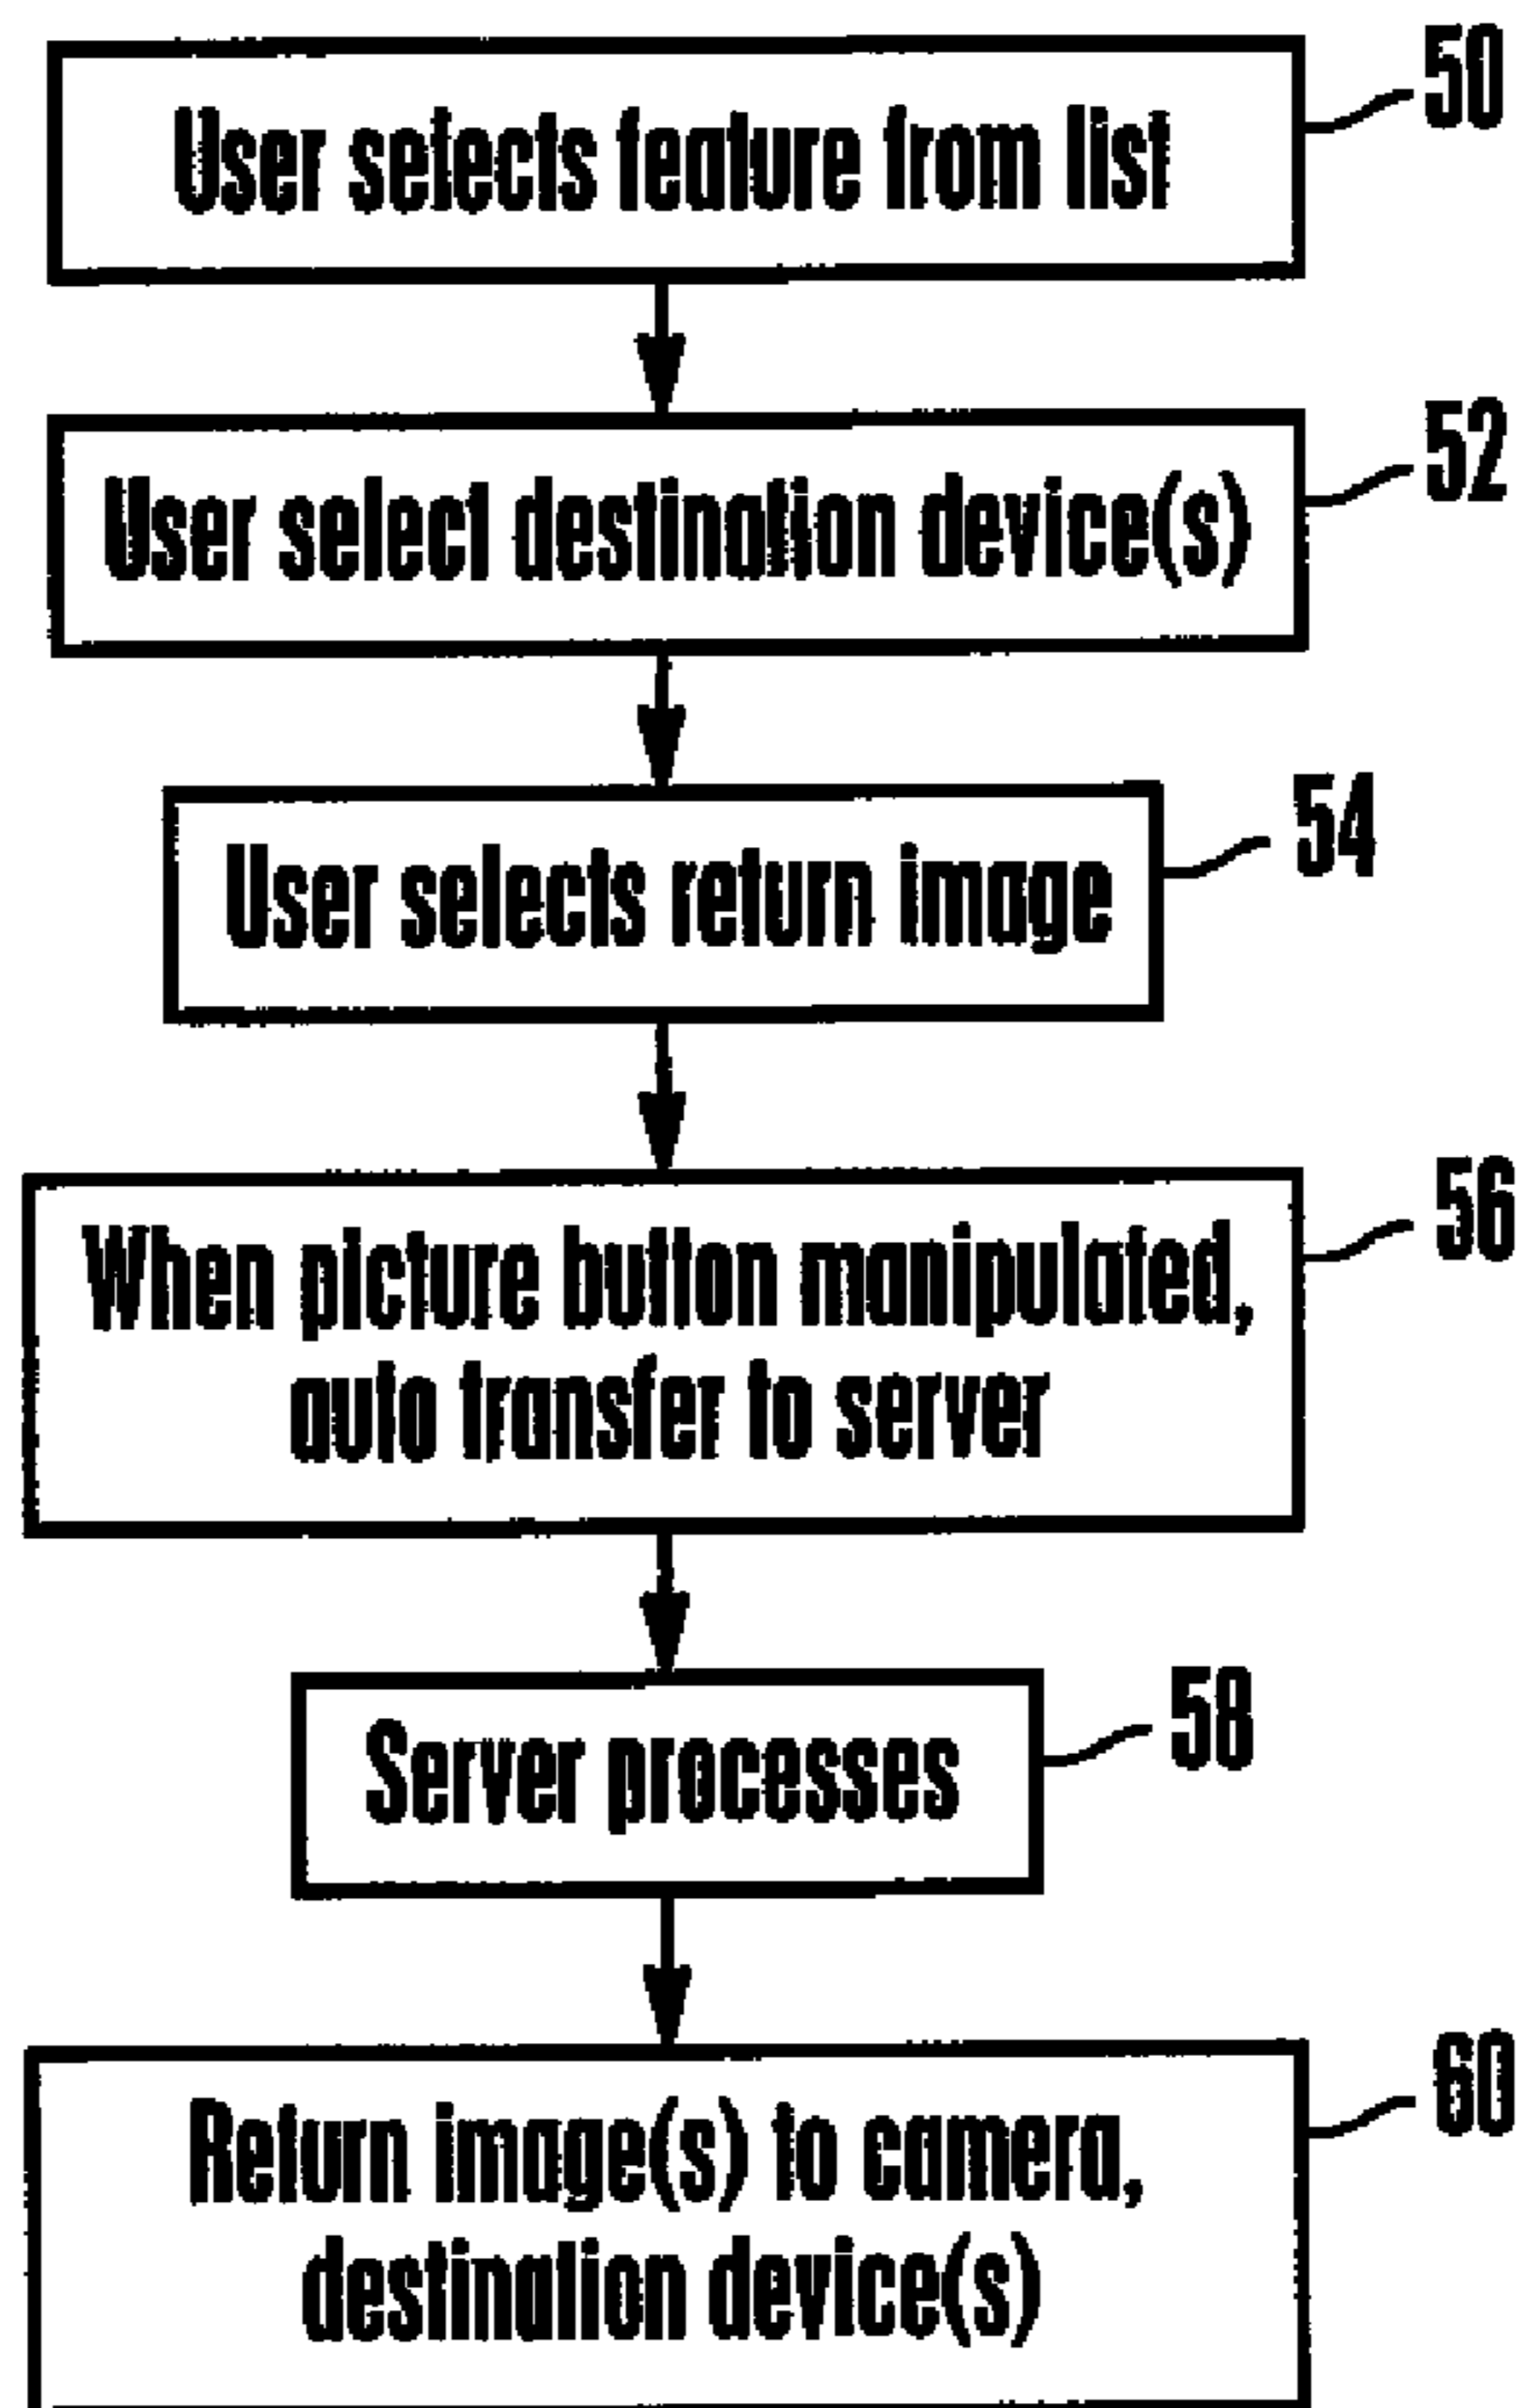 User selects feature from list
50
User select destination device(s)
52
User selects return image
54
When picture button manipulated,
56
auto transfer to server
Server processes
58
Return image(s) to camera,
60
destination device(s)